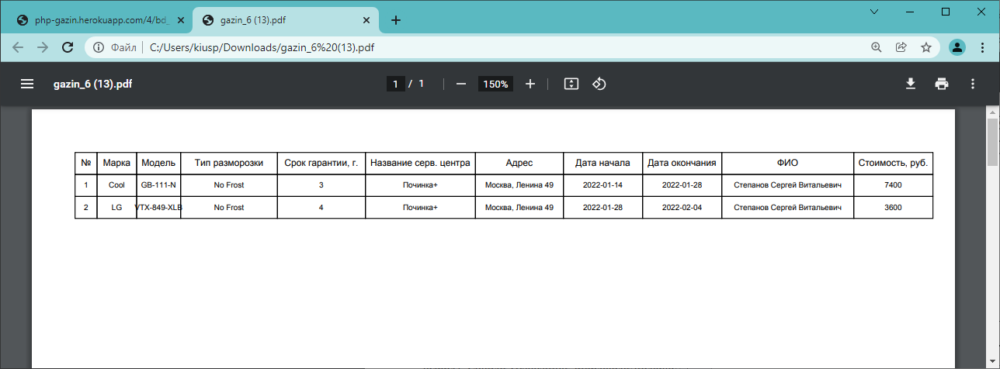 php-gazin.herokuapp.com/4/bd_ gazin_6 (13).pdf
Файл C:/Users/kiusp/Downloads/gazin_6%20(13).pdf
gazin_6 (13).pdf 1 / 1 150%
№ Марка Модель Тип разморозки Срок гарантии, г. Название серв. центра Адрес Дата начала Дата окончания ФИО Стоимость, руб.
1 Cool GB-111-N No Frost 3 Починка+ Москва, Ленина 49 2022-01-14 2022-01-28 Степанов Сергей Витальевич 7400
2 LG VTX-849-XLB No Frost 4 Починка+ Москва, Ленина 49 2022-01-28 2022-02-04 Степанов Сергей Витальевич 3600